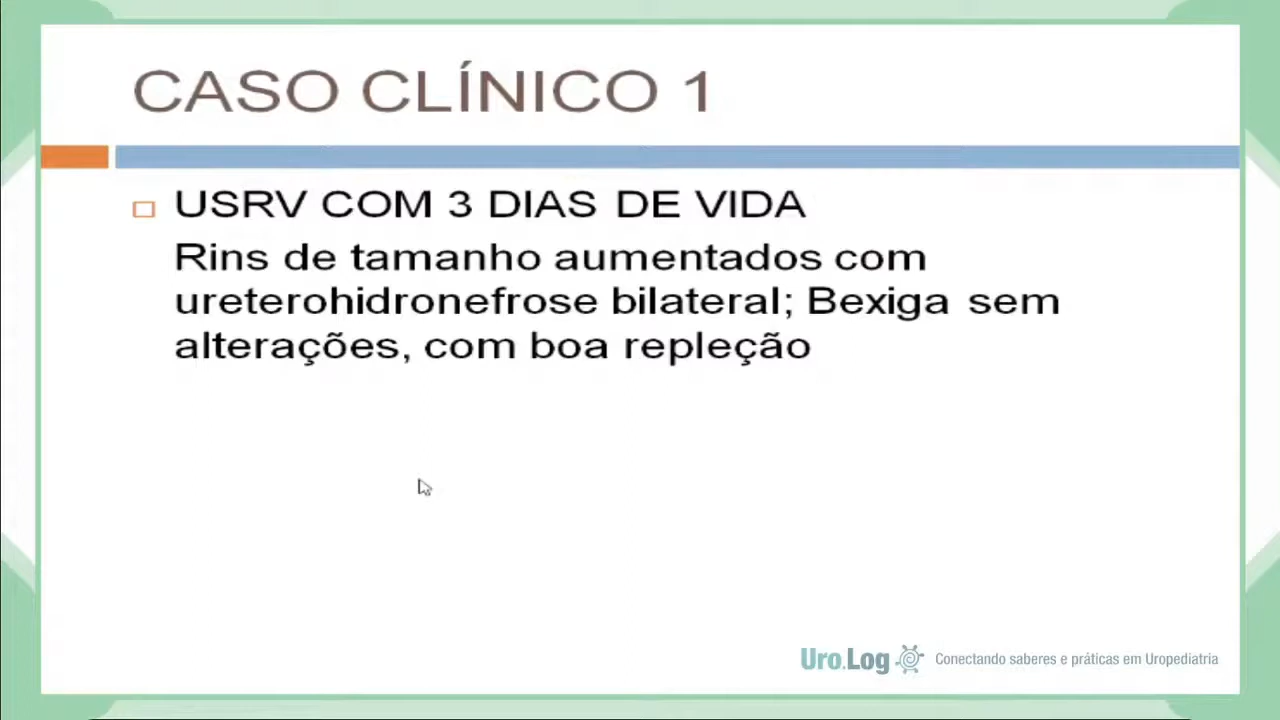 CASO CLÍNICO 1
USRV COM 3 DIAS DE VIDA
Rins de tamanho aumentados com
ureterohidronefrose bilateral; Bexiga sem
alterações, com boa repleção
Uro.Log Conectando saberes e práticas em Uropediatria